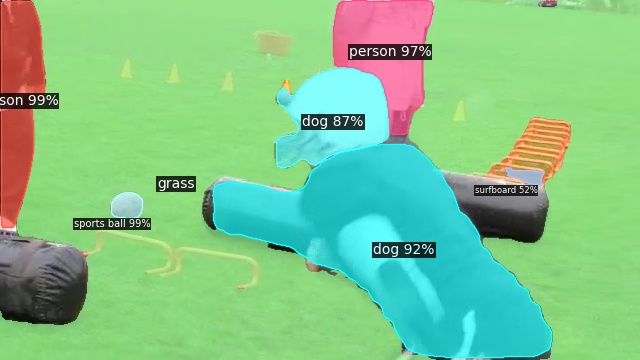 person 97%
son 99%
dog 87%
grass
surfboard 52%
sports ball 99%
dog 92%